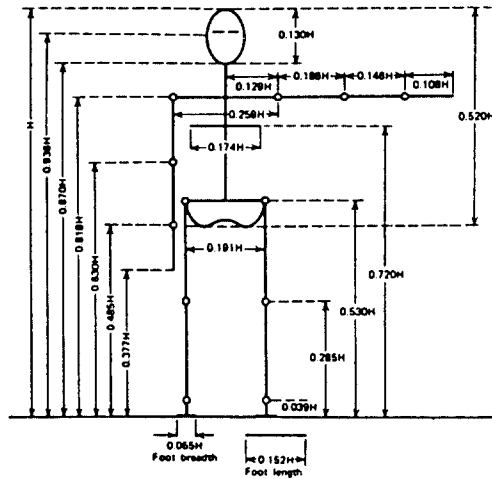 0.130H
0.129H
0.186H
0.146H
0.108H
0.259H
0.520H
0.174H
H
0.936H
0.870H
0.818H
0.630H
0.485H
0.377H
0.191H
0.720H
0.530H
0.285H
0.039H
0.055H
Foot breadth
0.152H
Foot length